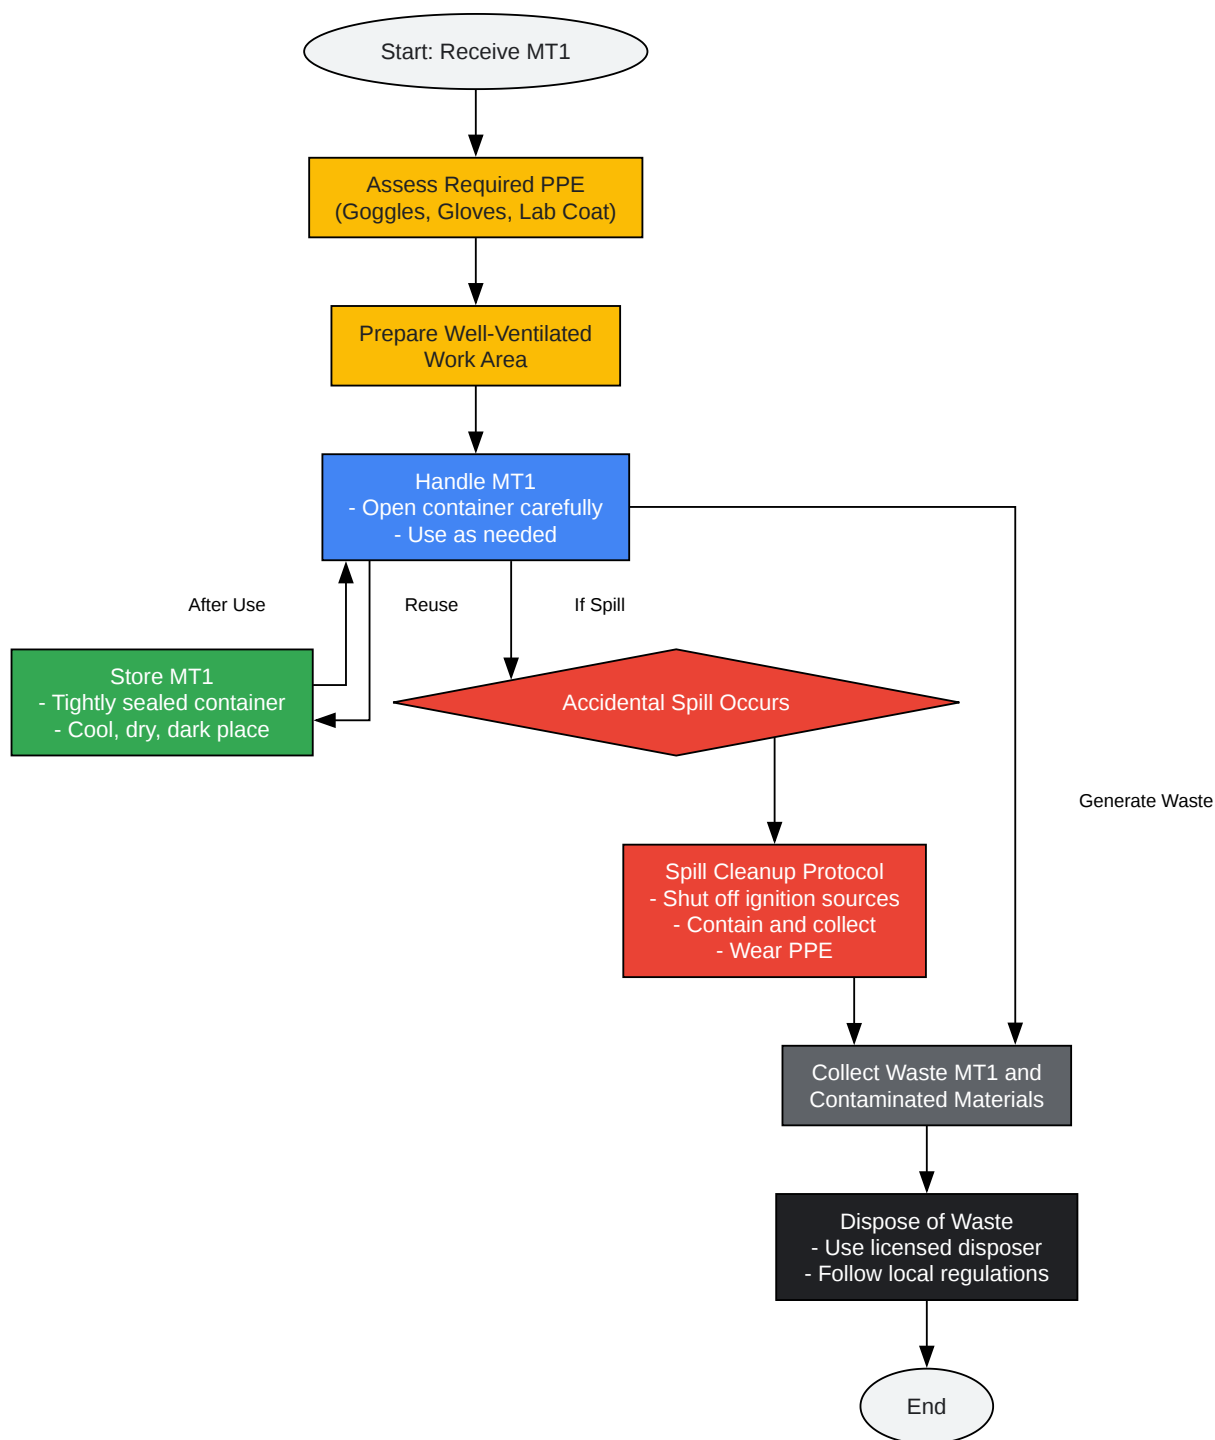 Start: Receive MT1
Assess Required PPE
(Goggles, Gloves, Lab Coat)
Prepare Well-Ventilated
Work Area
Handle MT1
- Open container carefully
- Use as needed
After Use
Reuse
If Spill
Store MT1
- Tightly sealed container
- Cool, dry, dark place
Accidental Spill Occurs
Generate Waste
Spill Cleanup Protocol
- Shut off ignition sources
- Contain and collect
- Wear PPE
Collect Waste MT1 and
Contaminated Materials
Dispose of Waste
- Use licensed disposer
- Follow local regulations
End